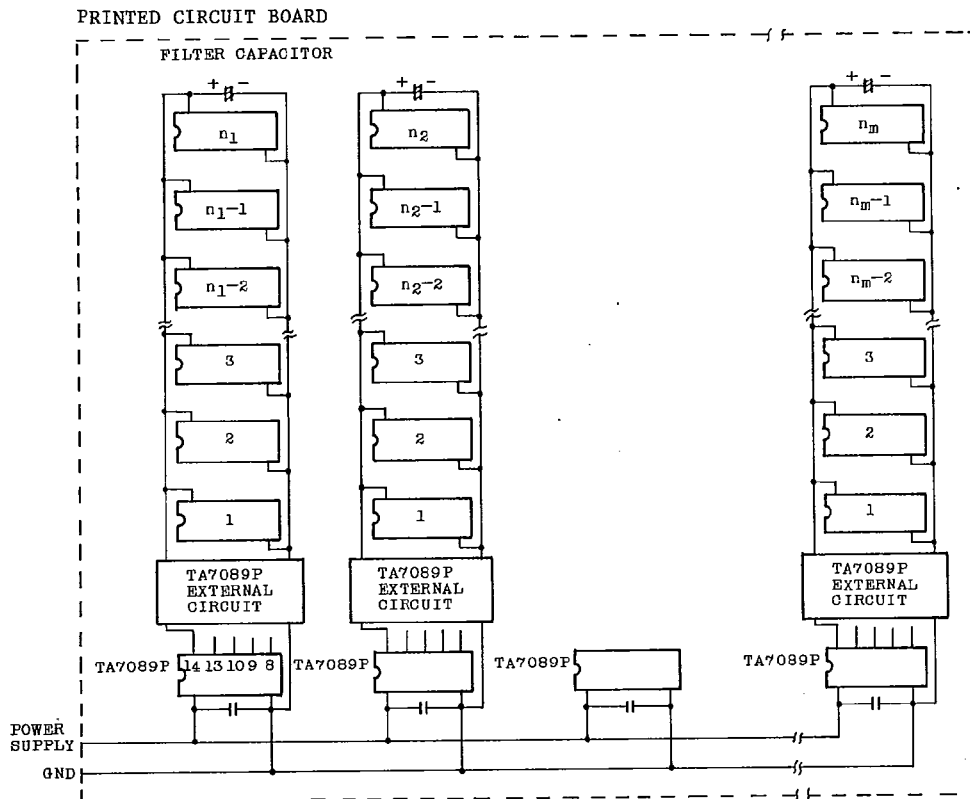 PRINTED CIRCUIT BOARD
FILTER CAPACITOR
+ -
+ -
+ -
n1
n2
nm
n1-1
n2-1
nm-1
n1-2
n2-2
nm-2
3
3
3
2
2
2
1
1
1
TA7089P
EXTERNAL
CIRCUIT
TA7089P
EXTERNAL
CIRCUIT
TA7089P
EXTERNAL
CIRCUIT
TA7089P
14 13 10 9 8
TA7089P
TA7089P
TA7089P
POWER
SUPPLY
GND